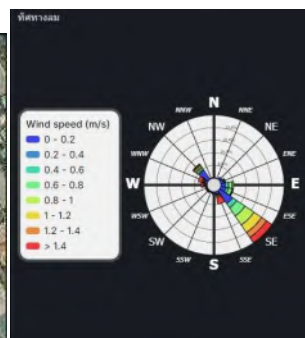 ทิศทางลม
Wind speed (m/s)
0 - 0.2
0.2 - 0.4
0.4 - 0.6
0.6 - 0.8
0.8 - 1
1 - 1.2
1.2 - 1.4
> 1.4
N
NNE
NE
ENE
E
ESE
SE
SSE
S
SSW
SW
WSW
W
WNW
NW
NNW